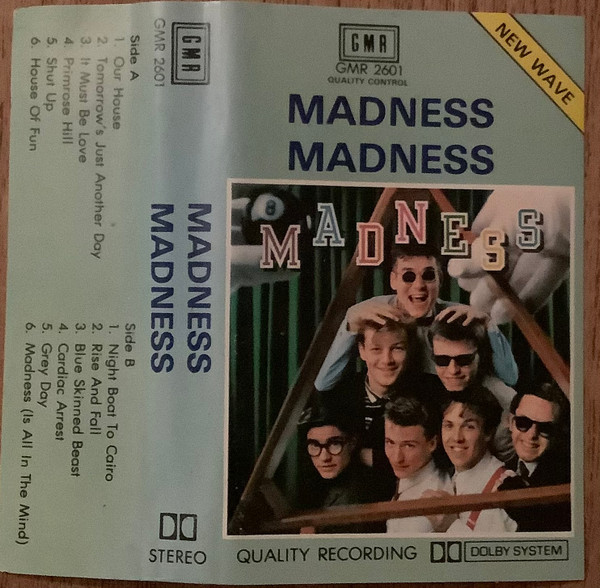 Side A
1. Our House
2. Tomorrow's Just Another Day
3. It Must Be Love
4. Primrose Hill
5. Shut Up
6. House Of Fun
Side B
1. Night Boat To Cairo
2. Rise And Fall
3. Blue Skinned Beast
4. Cardiac Arrest
5. Grey Day
6. Madness (Is All In The Mind)
GMR
GMR 2601
MADNESS
MADNESS
STEREO
GMR
GMR 2601
QUALITY CONTROL
NEW WAVE
MADNESS
MADNESS
8
MADNESS
QUALITY RECORDING
DOLBY SYSTEM